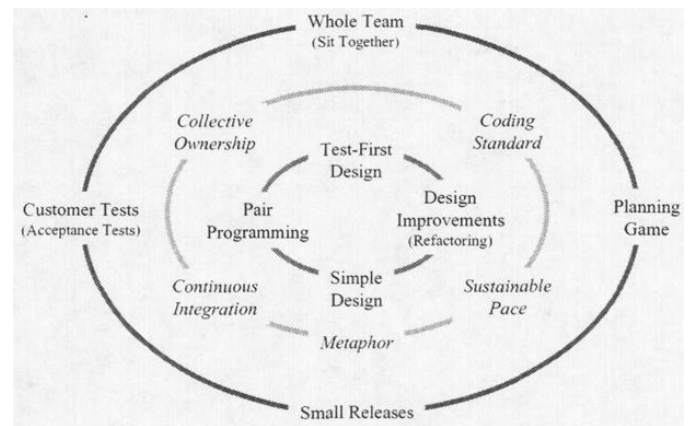 Whole Team
(Sit Together)
Collective
Ownership
Coding
Standard
Test-First
Design
Customer Tests
(Acceptance Tests)
Pair
Programming
Design
Improvements
(Refactoring)
Planning
Game
Continuous
Integration
Simple
Design
Sustainable
Pace
Metaphor
Small Releases